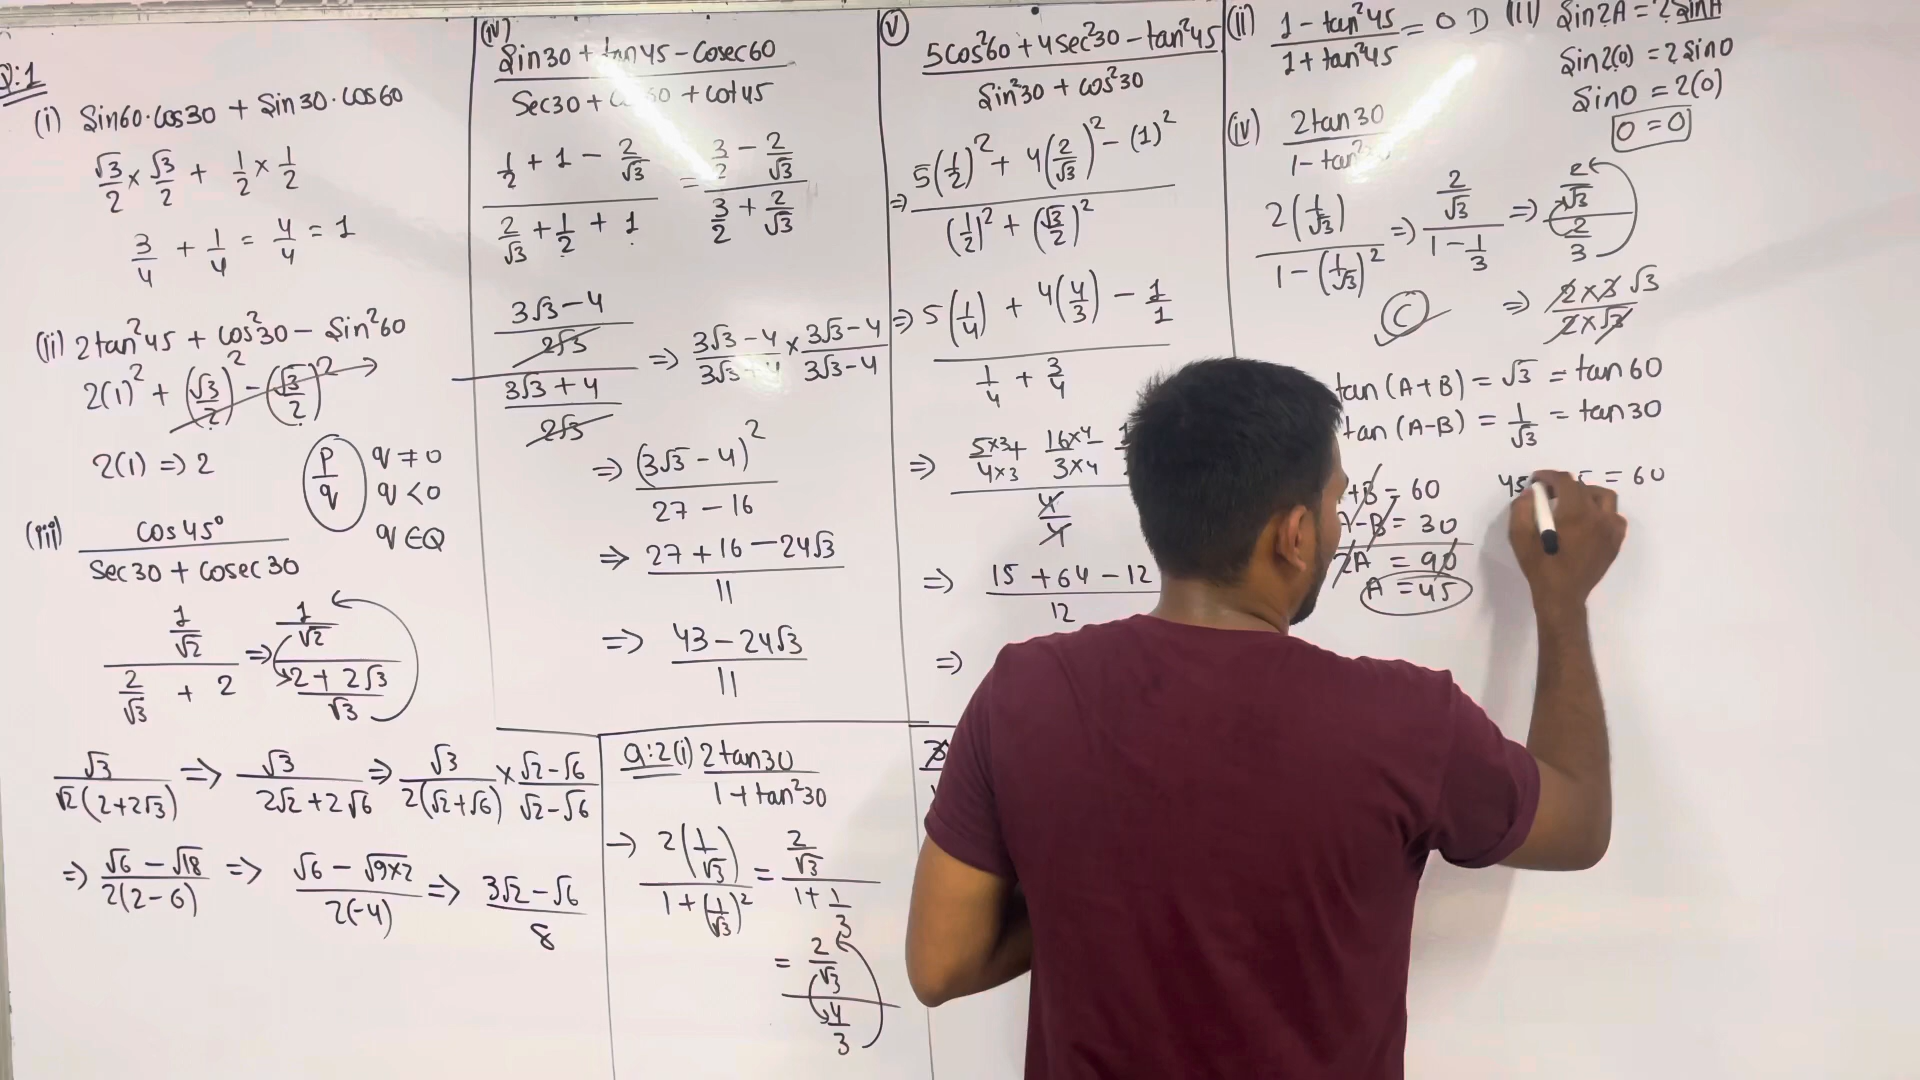 Q:1
(i) Sin60·cos30 + Sin30·cos60
√3/2 × √3/2 + 1/2 × 1/2
3/4 + 1/4 = 4/4 = 1
(ii) 2tan²45 + cos²30 − Sin²60
2(1)² + (√3/2)² − (√3/2)²
2(1) => 2
p/q q ≠ 0
q < 0
q ∈ Q
(iii) cos45° / Sec30 + cosec30
1/√2 / 2/√3 + 2 => 1/√2 / 2+2√3/√3
√3/√2(2+2√3) => √3/2√2+2√6 => √3/2(√2+√6) × √2−√6/√2−√6
=> √6−√18/2(2−6) => √6−√9×2/2(−4) => 3√2−√6/8
(iv) Sin30 + tan45 − Cosec60 / Sec30 + 60 + cot45
1/2 + 1 − 2/√3 / 2/√3 + 1/2 + 1 = 3/2 − 2/√3 / 3/2 + 2/√3
3√3−4/2√3 / 3√3+4/2√3 => 3√3−4/3√3+4 × 3√3−4/3√3−4
=> (3√3−4)²/27−16
=> 27+16−24√3/11
=> 43−24√3/11
Q:2(i) 2tan30/1+tan²30
→ 2(1/√3)/1+(1/√3)² = 2/√3/1+1/3
= 2/√3 / 4/3
(v) 5cos²60 + 4sec²30 − tan²45 / Sin²30 + cos²30
=> 5(1/2)² + 4(2/√3)² − (1)² / (1/2)² + (√3/2)²
=> 5(1/4) + 4(4/3) − 1/1 / 1/4 + 3/4
=> 5×3/4×3 + 16×4/3×4 − / 4/4
=> 15+64−12/12
=>
(ii) 1−tan²45/1+tan²45 = 0 D
(iii) Sin2A = 2SinA
Sin2(0) = 2Sin0
Sin0 = 2(0)
0 = 0
(iv) 2tan30/1−tan²
2(1/√3)/1−(1/√3)² => 2/√3/1−1/3 => 2/√3 / 2/3
C => 2×3√3/2×√3
tan(A+B) = √3 = tan60
tan(A−B) = 1/√3 = tan30
+B = 60
−B = 30
2A = 90
A = 45
45 = 60